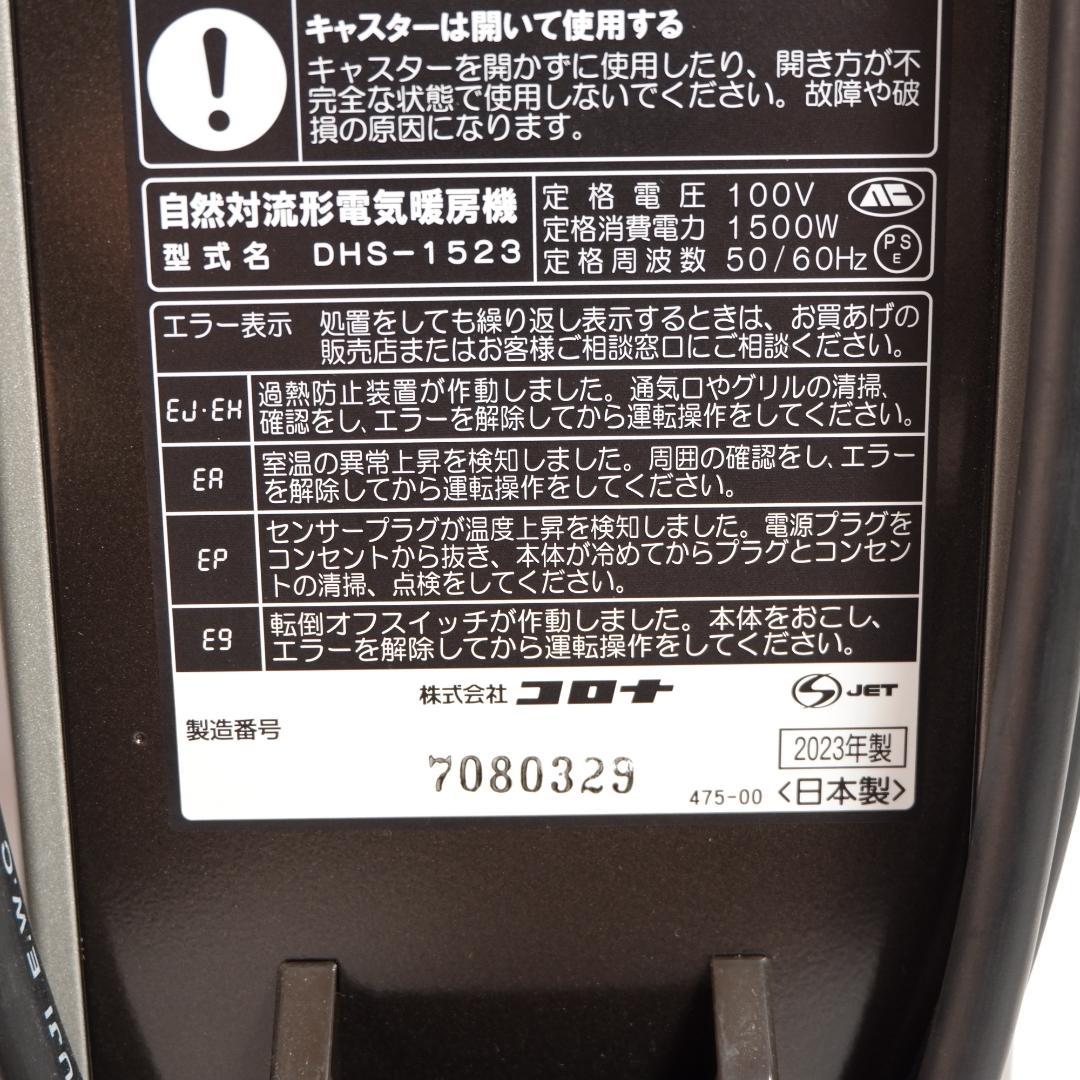 キャスターは開いて使用する
キャスターを開かずに使用したり、開き方が不
完全な状態で使用しないでください。故障や破
損の原因になります。
自然対流形電気暖房機
型式名 DHS-1523
定格電圧 100V
定格消費電力 1500W
定格周波数 50/60Hz
PS
E
エラー表示 処置をしても繰り返し表示するときは、お買あげの
販売店またはお客様ご相談窓口にご相談ください。
EJ・EH 過熱防止装置が作動しました。通気口やグリルの清掃、
確認をし、エラーを解除してから運転操作をしてください。
EA 室温の異常上昇を検知しました。周囲の確認をし、エラー
を解除してから運転操作をしてください。
EP センサープラグが温度上昇を検知しました。電源プラグを
コンセントから抜き、本体が冷めてからプラグとコンセン
トの清掃、点検をしてください。
E9 転倒オフスイッチが作動しました。本体をおこし、
エラーを解除してから運転操作をしてください。
株式会社 コロナ
JET
製造番号
7080329
2023年製
475-00 <日本製>